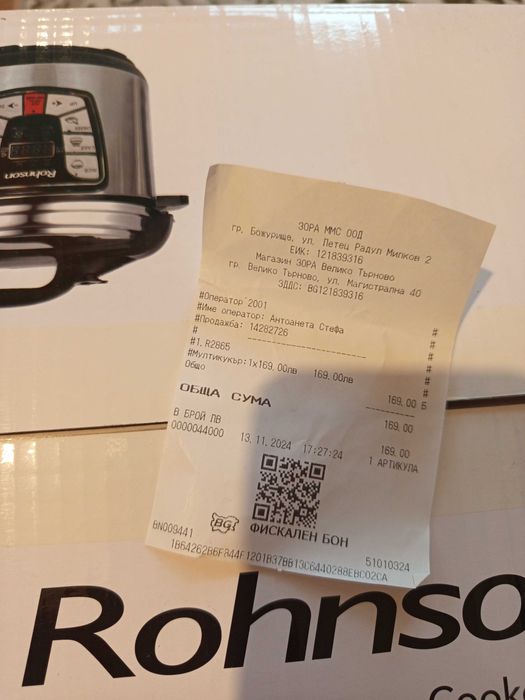 Rohnson
ЗОРА ММС ООД
гр. Божурище, ул. Летец Радул Милков 2
ЕИК: 121839316
Магазин ЗОРА Велико Търново
гр. Велико Търново, ул. Магистрална 40
ЗДДС: BG121839316
#Оператор 2001 #
#Име оператор: Антоанета Стефа #
#Продажба: 14282726 #
# #
#1. R2865 #
#Мултикукър: 1x169.00лв 169.00лв #
Общо 169.00 Б
ОБЩА СУМА 169.00
В БРОЙ ЛВ 169.00
0000044000 13.11.2024 17:27:24 1 АРТИКУЛА
BG
ФИСКАЛЕН БОН
BN009441 51010324
Rohnso